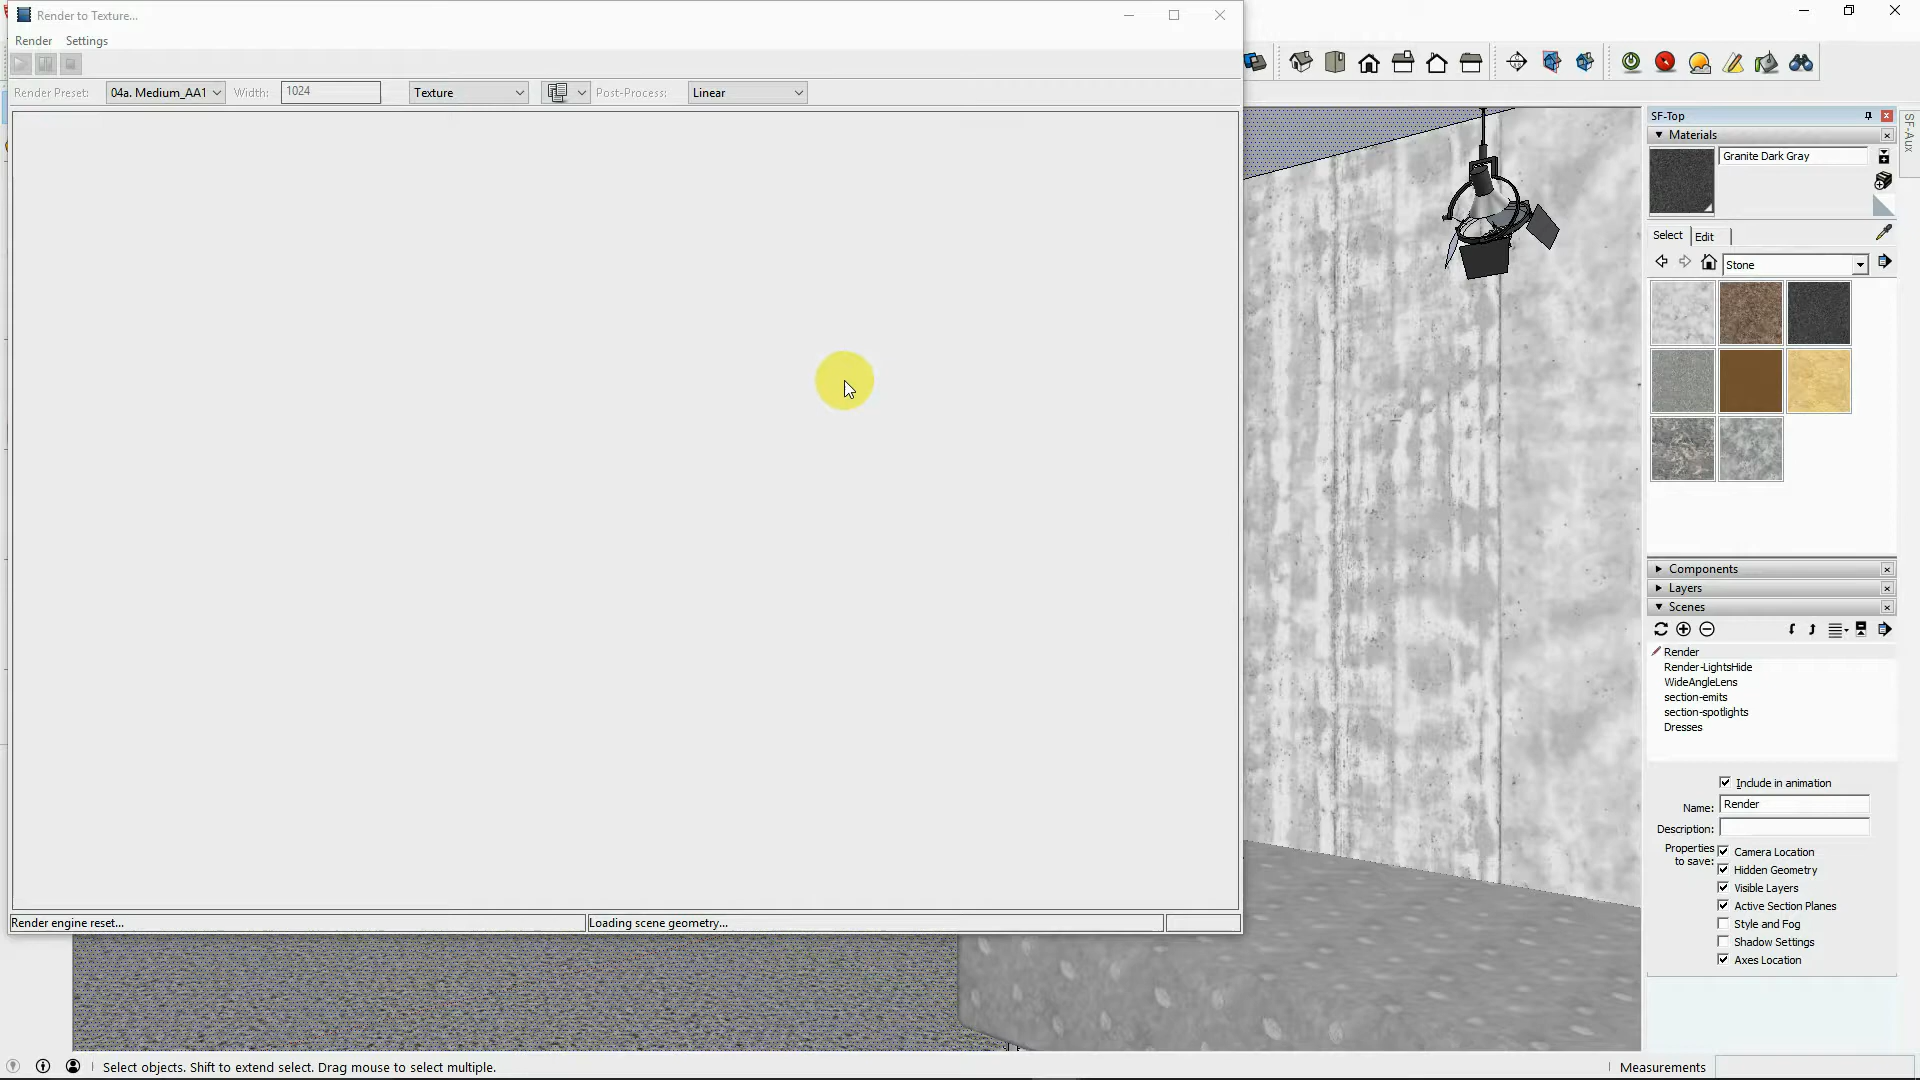 Render to Texture...
Render Settings
Render Preset: 04a. Medium_AA1 Width: 1024 Texture Post-Process: Linear
SF-Top
SF-Aux
Materials
Granite Dark Gray
Select Edit
Stone
Components
Layers
Scenes
Render
Render-LightsHide
WideAngleLens
section-emits
section-spotlights
Dresses
Include in animation
Name: Render
Description:
Properties to save:
Camera Location
Hidden Geometry
Visible Layers
Active Section Planes
Style and Fog
Shadow Settings
Axes Location
Render engine reset... Loading scene geometry...
Select objects. Shift to extend select. Drag mouse to select multiple. Measurements